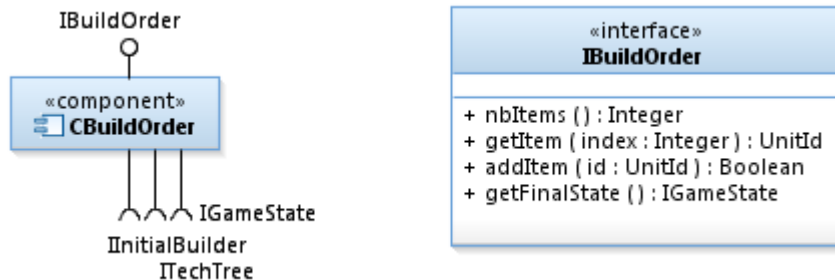 IBuildOrder
«component»
CBuildOrder
IGameState
IInitialBuilder
ITechTree
«interface»
IBuildOrder
+ nbItems () : Integer
+ getItem ( index : Integer ) : UnitId
+ addItem ( id : UnitId ) : Boolean
+ getFinalState () : IGameState